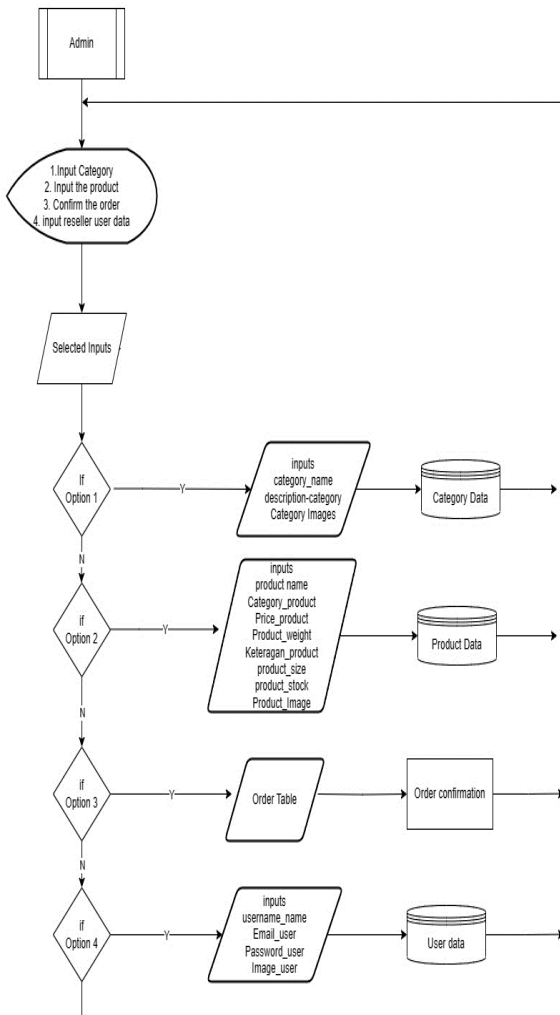 Admin
1.Input Category
2. Input the product
3. Confirm the order
4. input reseller user data
Selected Inputs
If
Option 1
Y
inputs
category_name
description-category
Category Images
Category Data
N
if
Option 2
Y
inputs
product name
Category_product
Price_product
Product_weight
Keteragan_product
product_size
product_stock
Product_Image
Product Data
N
if
Option 3
Y
Order Table
Order confirmation
N
if
Option 4
Y
inputs
username_name
Email_user
Password_user
Image_user
User data